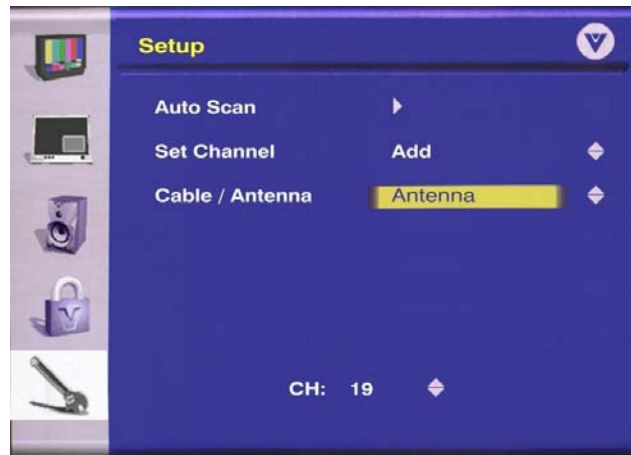 Setup
V
Auto Scan
Set Channel Add
Cable / Antenna Antenna
V
CH: 19